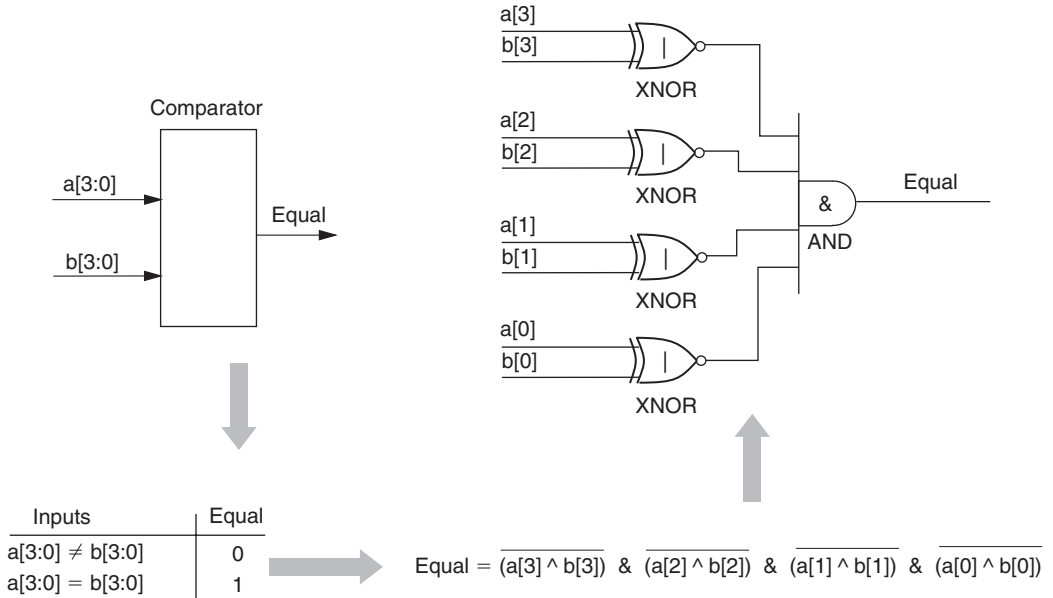 Comparator
a[3:0]
b[3:0]
Equal
a[3]
b[3]
|
XNOR
a[2]
b[2]
|
XNOR
a[1]
b[1]
|
XNOR
a[0]
b[0]
|
XNOR
&
AND
Equal
Inputs Equal
a[3:0] ≠ b[3:0] 0
a[3:0] = b[3:0] 1
Equal = (a[3] ^ b[3]) & (a[2] ^ b[2]) & (a[1] ^ b[1]) & (a[0] ^ b[0])